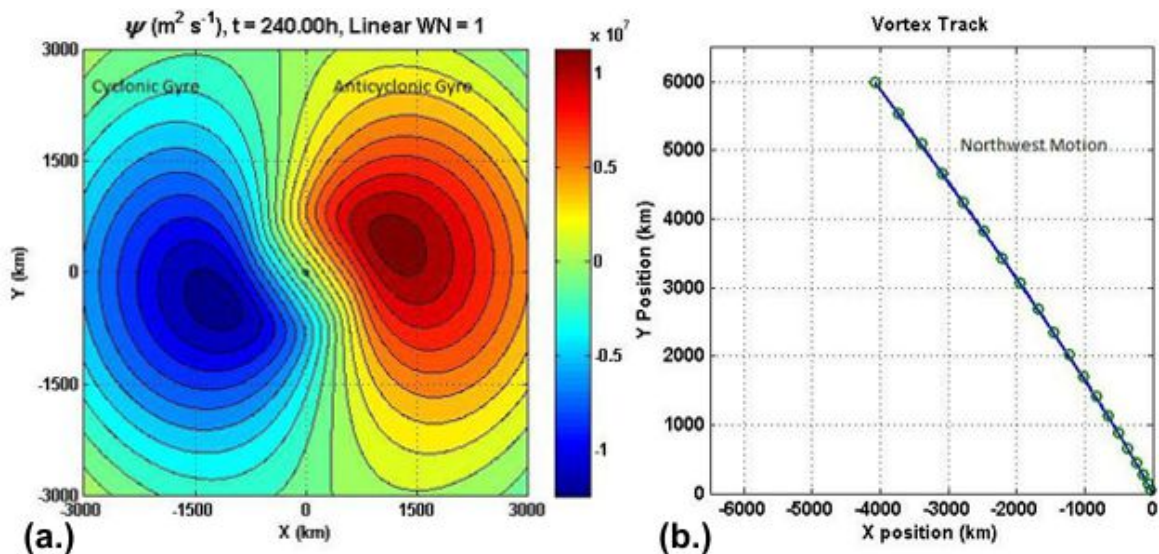 ψ (m² s⁻¹), t = 240.00h, Linear WN = 1
x 10⁷
3000
1500
0
-1500
-3000
Y (km)
Cyclonic Gyre
Anticyclonic Gyre
-3000 -1500 0 1500 3000
X (km)
1
0.5
0
-0.5
-1
(a.)
Vortex Track
6000
5000
4000
3000
2000
1000
0
Y Position (km)
Northwest Motion
-6000 -5000 -4000 -3000 -2000 -1000 0
X position (km)
(b.)